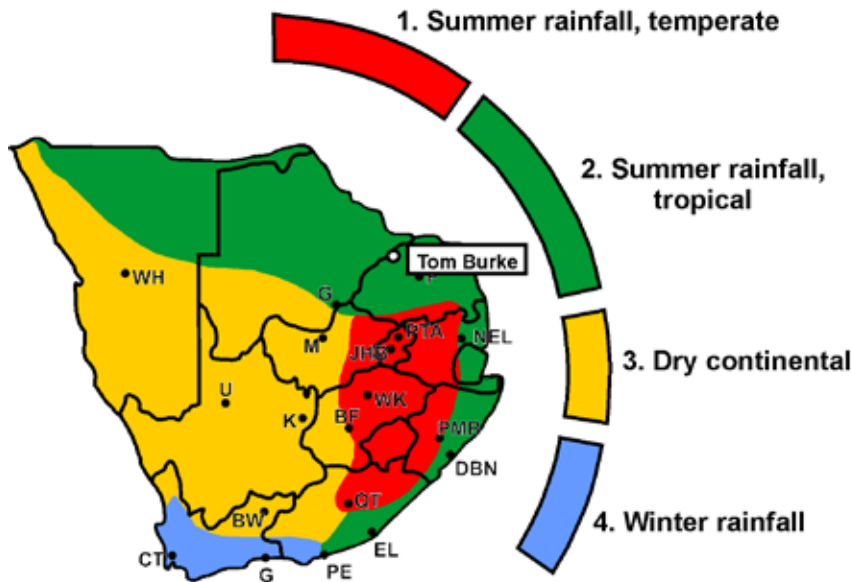 1. Summer rainfall, temperate
2. Summer rainfall,
tropical
Tom Burke
WH
G
PTA
NEL
M
JHB
U
WK
K
BF
PMB
DBN
3. Dry continental
QT
BW
EL
4. Winter rainfall
CT
G
PE